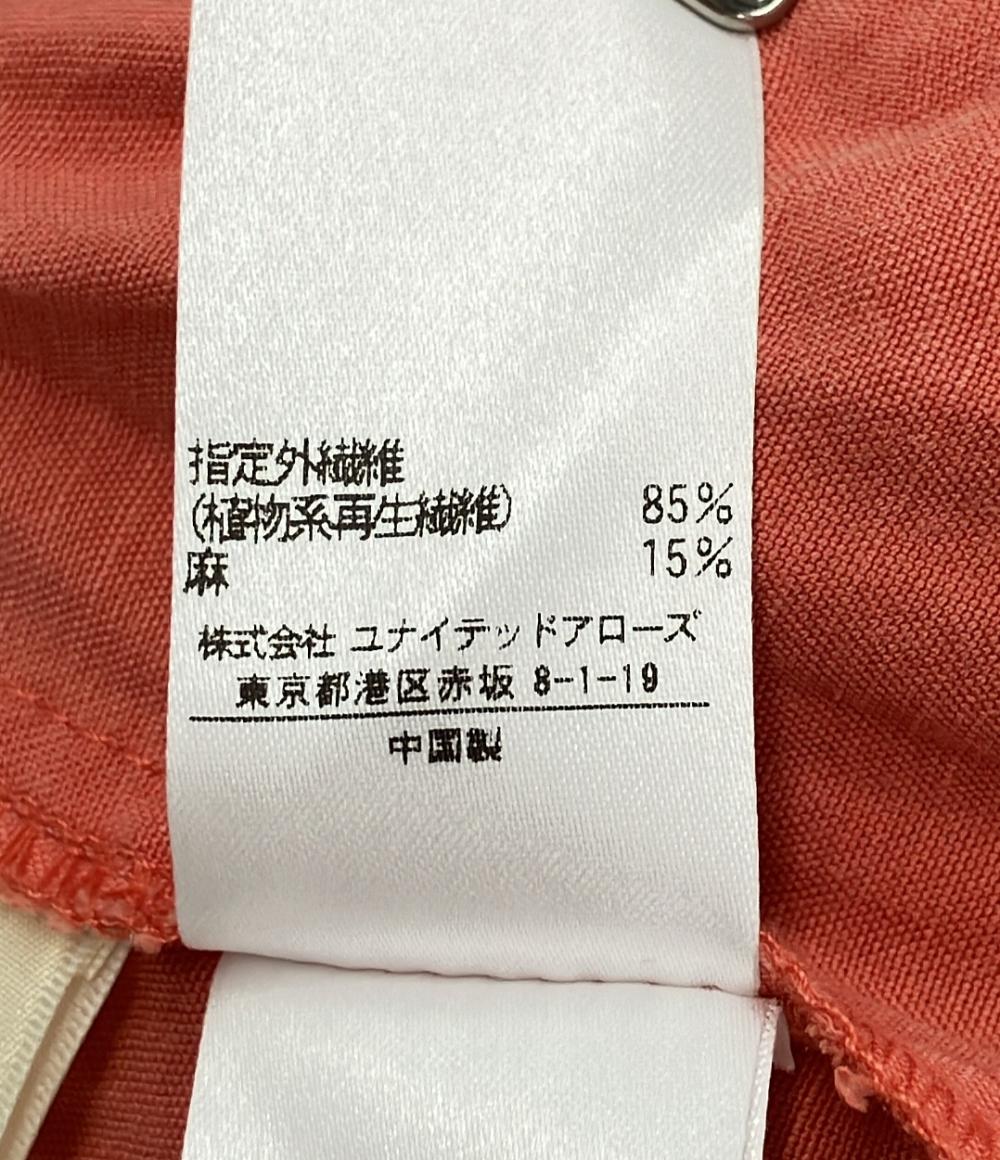 指定外繊維
(植物系再生繊維) 85%
麻 15%
株式会社 ユナイテッドアローズ
東京都港区赤坂 8-1-19
中国製